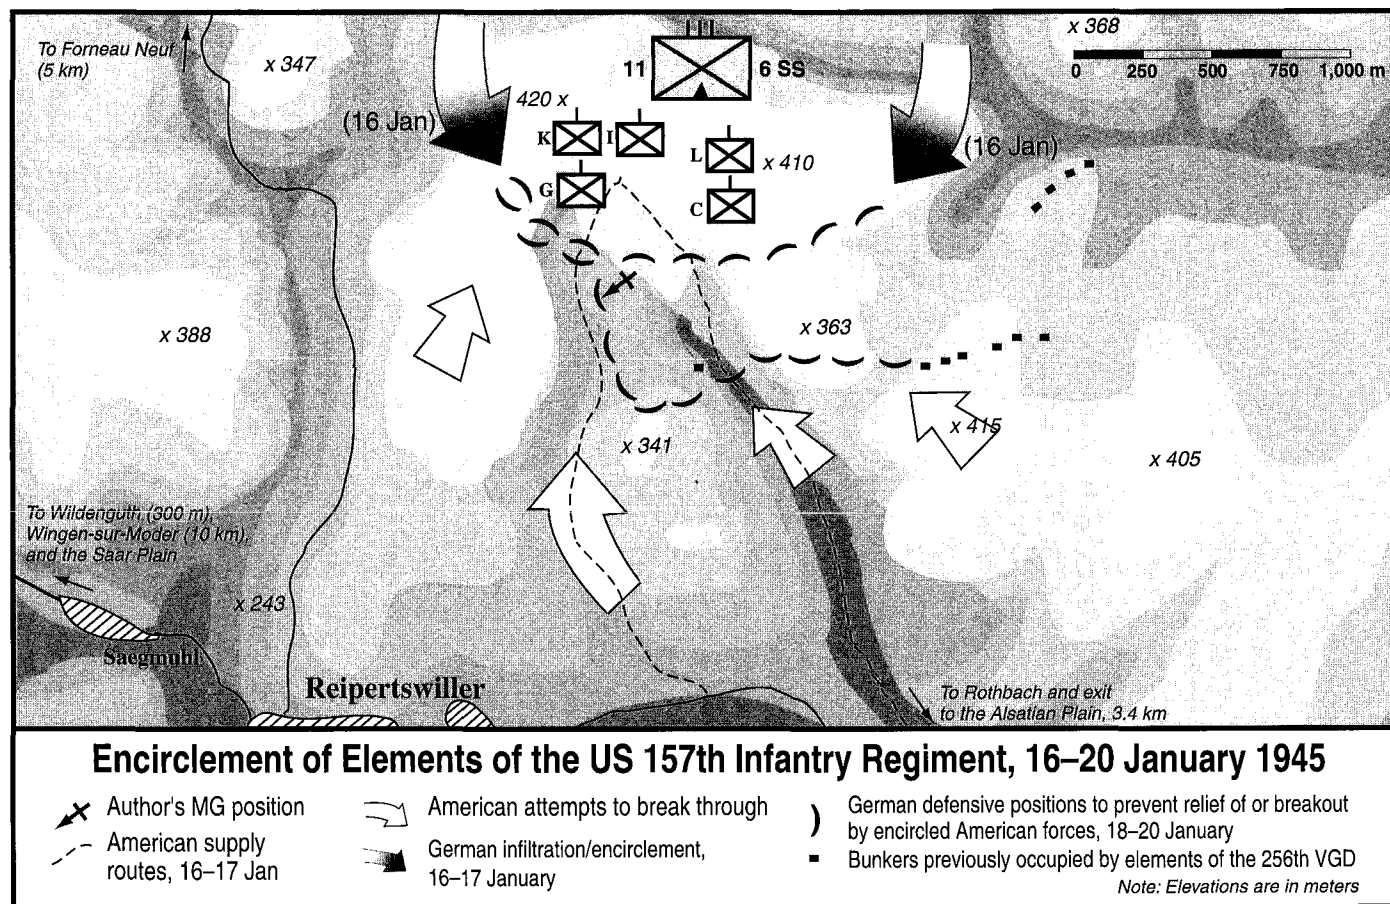 To Forneau Neuf
(5 km)
x 347
x 368
11
6 SS
0 250 500 750 1,000 m
420 x
(16 Jan)
K
I
L
x 410
(16 Jan)
G
C
x 388
x 363
x 415
x 341
x 405
To Wildenguth (300 m),
Wingen-sur-Moder (10 km),
and the Saar Plain
x 243
Saegmuhl
Reipertswiller
To Rothbach and exit
to the Alsatian Plain, 3.4 km
Encirclement of Elements of the US 157th Infantry Regiment, 16–20 January 1945
Author's MG position
American supply
routes, 16–17 Jan
American attempts to break through
German infiltration/encirclement,
16–17 January
German defensive positions to prevent relief of or breakout
by encircled American forces, 18–20 January
Bunkers previously occupied by elements of the 256th VGD
Note: Elevations are in meters